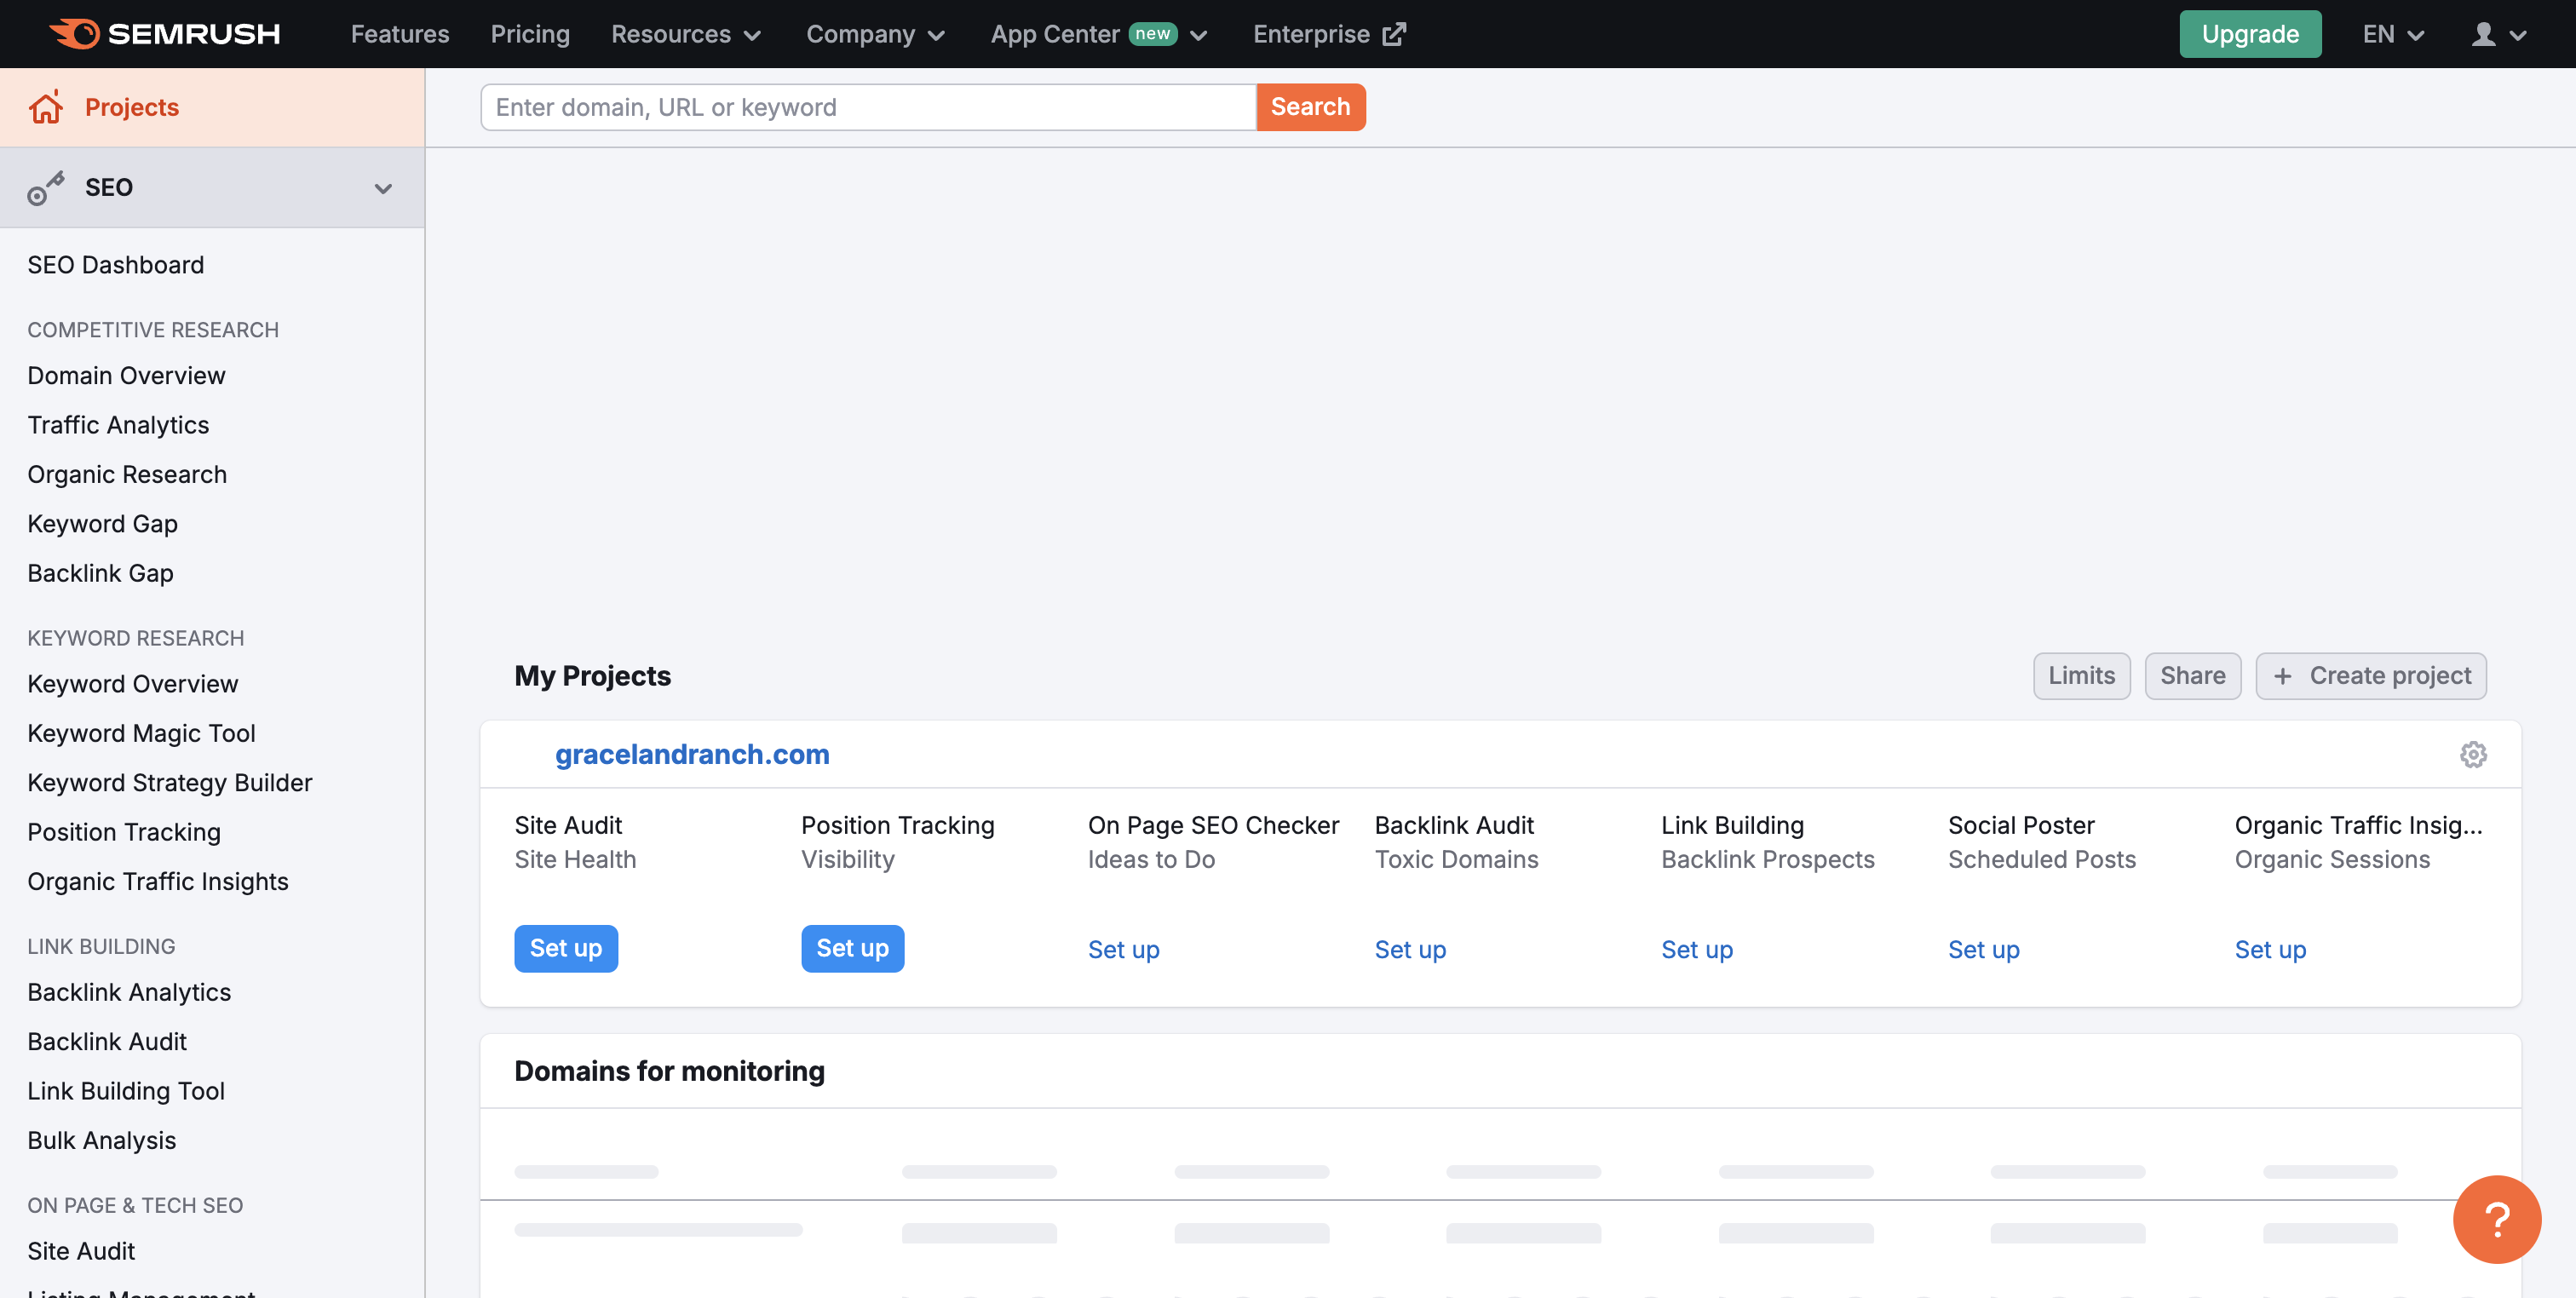 SEMRUSH
Features
Pricing
Resources
Company
App Center new
Enterprise
Upgrade
EN
Projects
Enter domain, URL or keyword
Search
SEO
SEO Dashboard
COMPETITIVE RESEARCH
Domain Overview
Traffic Analytics
Organic Research
Keyword Gap
Backlink Gap
KEYWORD RESEARCH
Keyword Overview
Keyword Magic Tool
Keyword Strategy Builder
Position Tracking
Organic Traffic Insights
LINK BUILDING
Backlink Analytics
Backlink Audit
Link Building Tool
Bulk Analysis
ON PAGE & TECH SEO
Site Audit
Listing Management
My Projects
Limits
Share
+ Create project
gracelandranch.com
Site Audit
Site Health
Set up
Position Tracking
Visibility
Set up
On Page SEO Checker
Ideas to Do
Set up
Backlink Audit
Toxic Domains
Set up
Link Building
Backlink Prospects
Set up
Social Poster
Scheduled Posts
Set up
Organic Traffic Insig...
Organic Sessions
Set up
Domains for monitoring
?